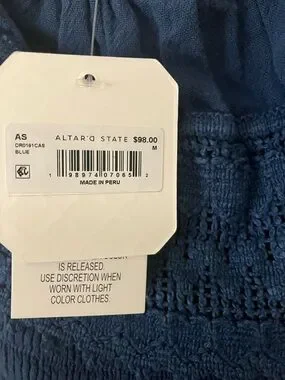 AS ALTAR'D STATE $98.00
DR0191CAS M
BLUE
1 98974 07065 2
MADE IN PERU
IS RELEASED.
USE DISCRETION WHEN
WORN WITH LIGHT
COLOR CLOTHES.